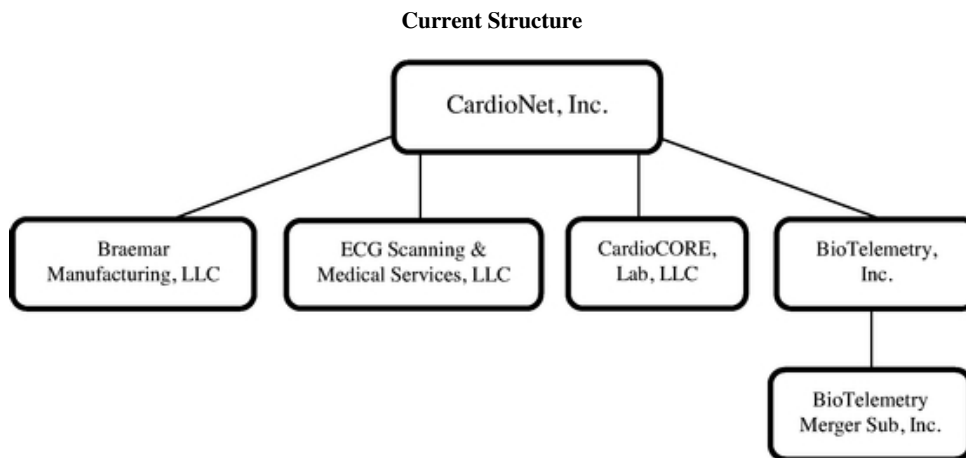 Current Structure
CardioNet, Inc.
Braemar
Manufacturing, LLC
ECG Scanning &
Medical Services, LLC
CardioCORE,
Lab, LLC
BioTelemetry,
Inc.
BioTelemetry
Merger Sub, Inc.